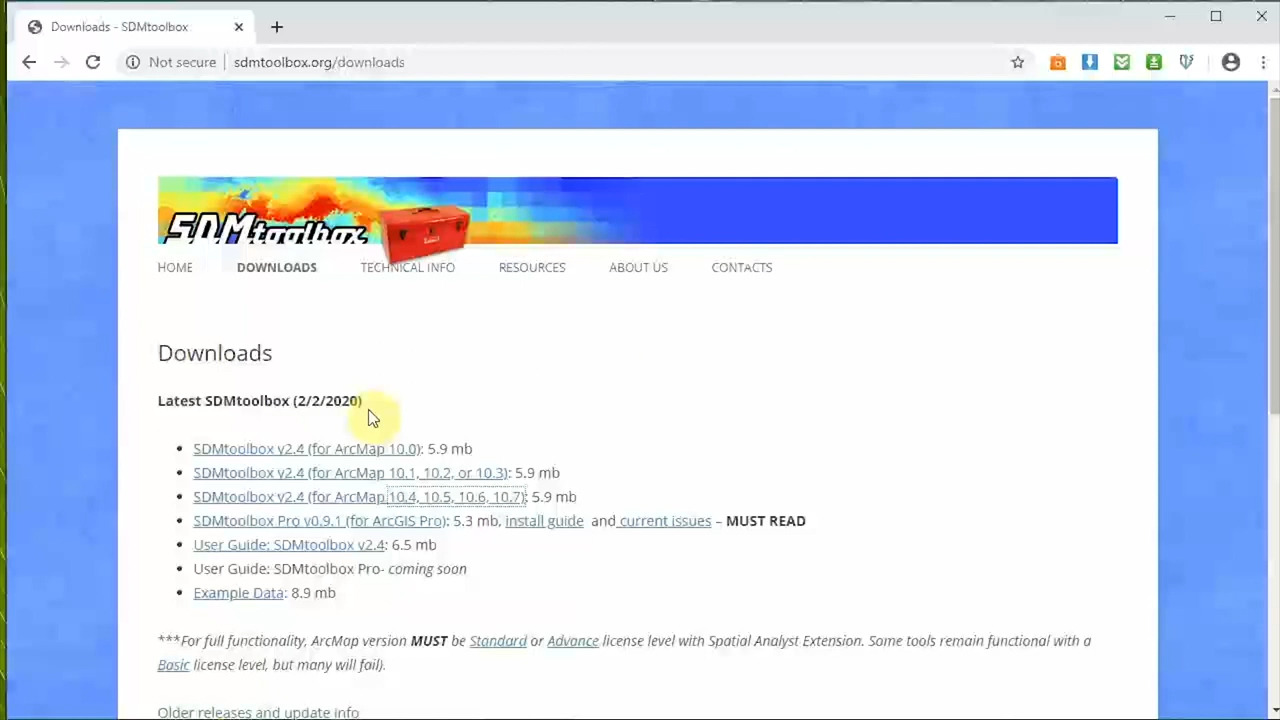 Downloads - SDMtoolbox
Not secure | sdmtoolbox.org/downloads
SDMtoolbox
HOME DOWNLOADS TECHNICAL INFO RESOURCES ABOUT US CONTACTS
Downloads
Latest SDMtoolbox (2/2/2020)
• SDMtoolbox v2.4 (for ArcMap 10.0): 5.9 mb
• SDMtoolbox v2.4 (for ArcMap 10.1, 10.2, or 10.3): 5.9 mb
• SDMtoolbox v2.4 (for ArcMap 10.4, 10.5, 10.6, 10.7): 5.9 mb
• SDMtoolbox Pro v0.9.1 (for ArcGIS Pro): 5.3 mb, install guide and current issues – MUST READ
• User Guide: SDMtoolbox v2.4: 6.5 mb
• User Guide: SDMtoolbox Pro- coming soon
• Example Data: 8.9 mb
***For full functionality, ArcMap version MUST be Standard or Advance license level with Spatial Analyst Extension. Some tools remain functional with a
Basic license level, but many will fail).
Older releases and update info